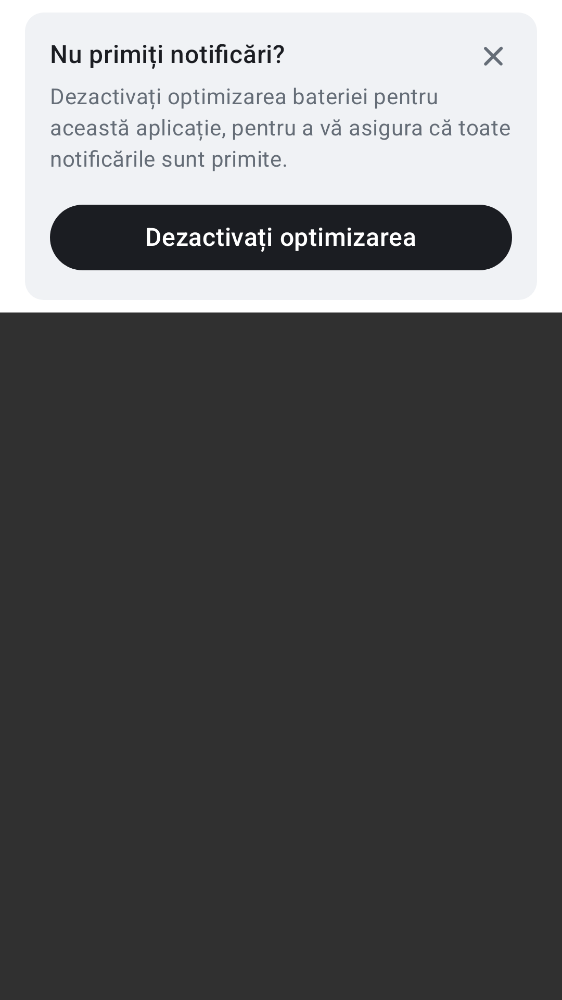 Nu primiți notificări?
Dezactivați optimizarea bateriei pentru
această aplicație, pentru a vă asigura că toate
notificările sunt primite.
Dezactivați optimizarea